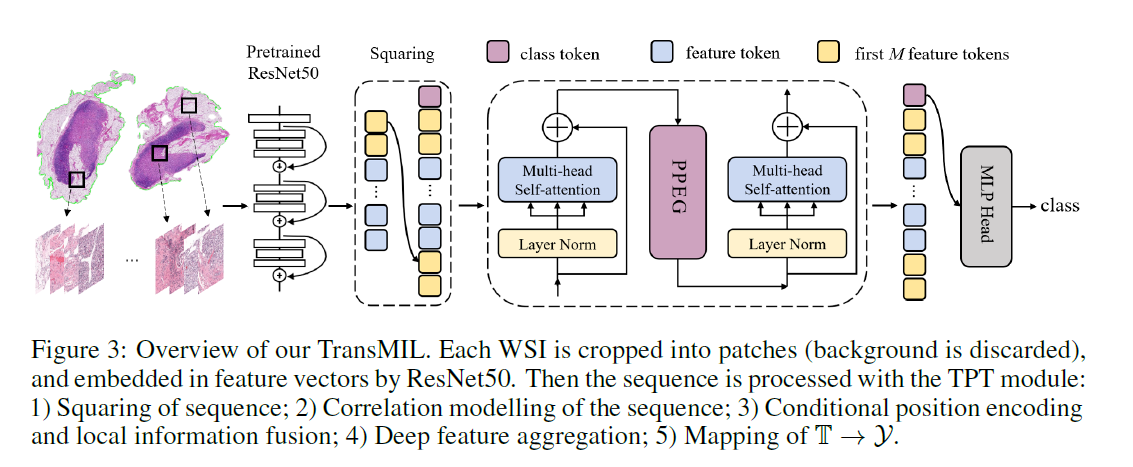 Pretrained
ResNet50
Squaring
class token
feature token
first M feature tokens
Multi-head
Self-attention
Layer Norm
PPEG
Multi-head
Self-attention
Layer Norm
MLP Head
class
...
Figure 3: Overview of our TransMIL. Each WSI is cropped into patches (background is discarded),
and embedded in feature vectors by ResNet50. Then the sequence is processed with the TPT module:
1) Squaring of sequence; 2) Correlation modelling of the sequence; 3) Conditional position encoding
and local information fusion; 4) Deep feature aggregation; 5) Mapping of 𝕋 → 𝒴.